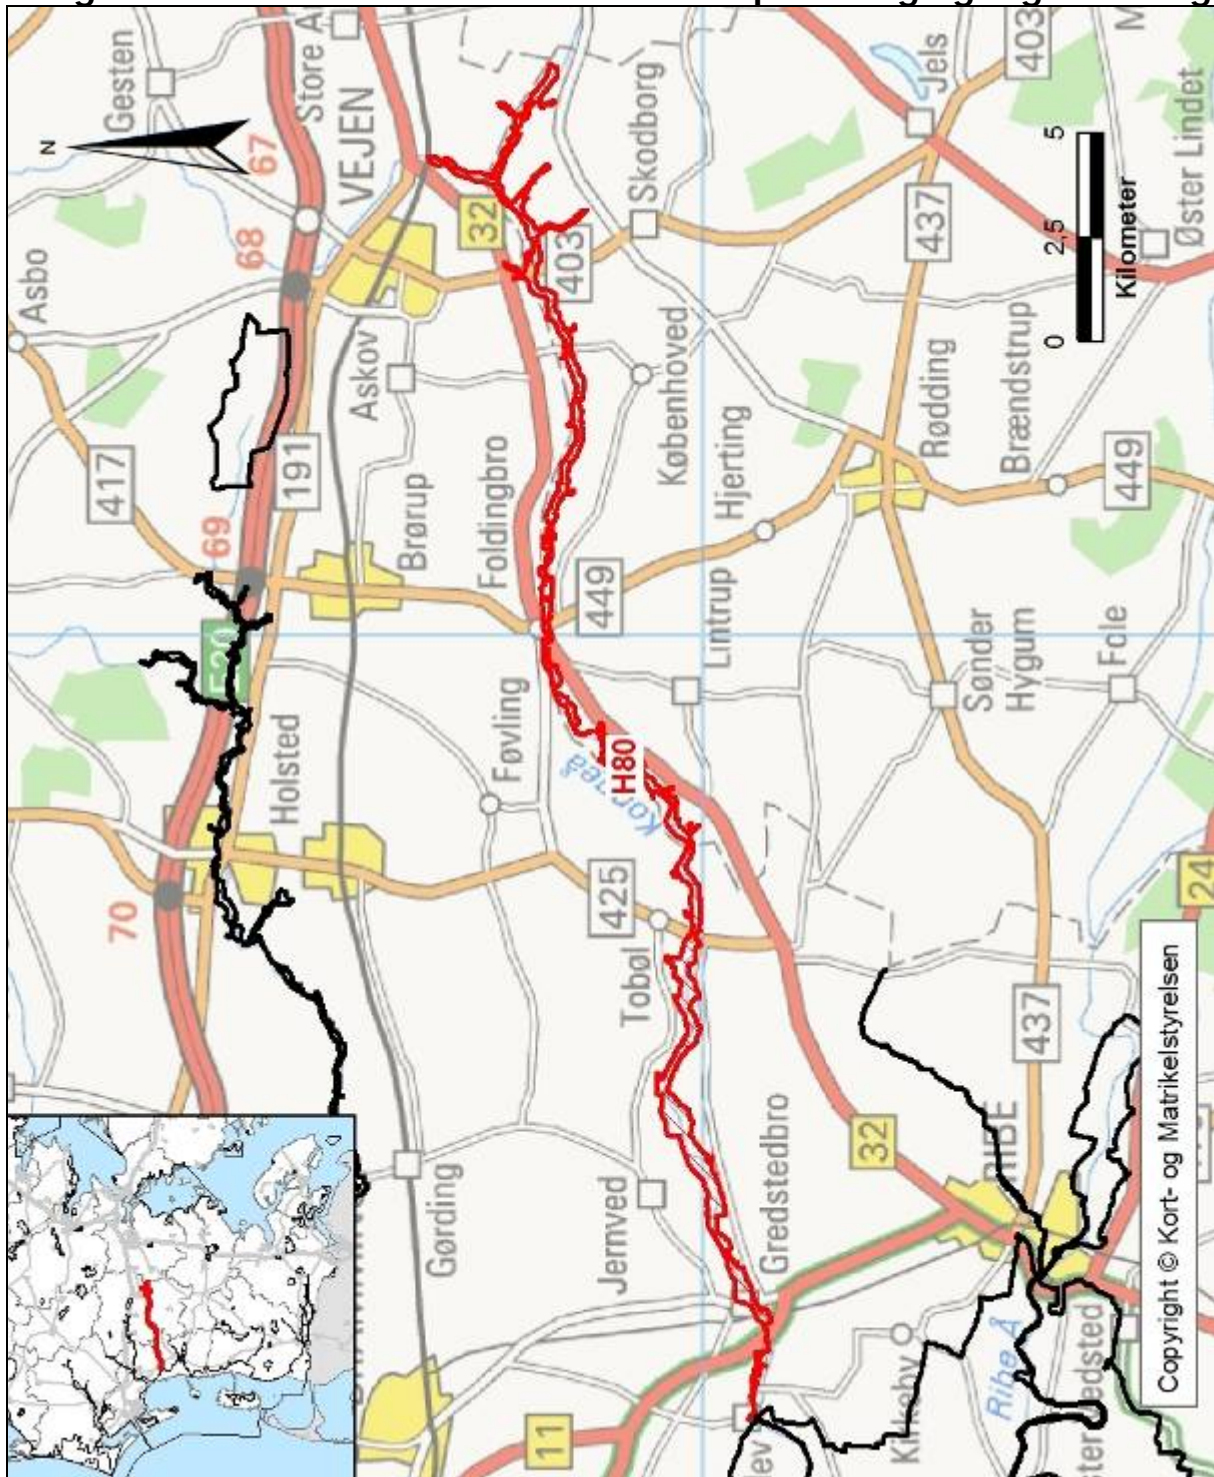 Asbo
N
417
Gesten
70
69
E20
68
67
Holsted
191
Store
VEJEN
Askov
Brørup
Gørding
32
Foldingbro
Føvling
11
403
449
425
Jernved
H80
Tobøl
Skodborg
Københoved
Lintrup
Hjerting
Gredstedbro
32
Jels
437
Rødding
RIBE
Ribe Å
Sønder
Hygum
Brændstrup
403
437
0 2,5 5
Kilometer
Fole
449
Copyright © Kort- og Matrikelstyrelsen
Øster Lindet
24